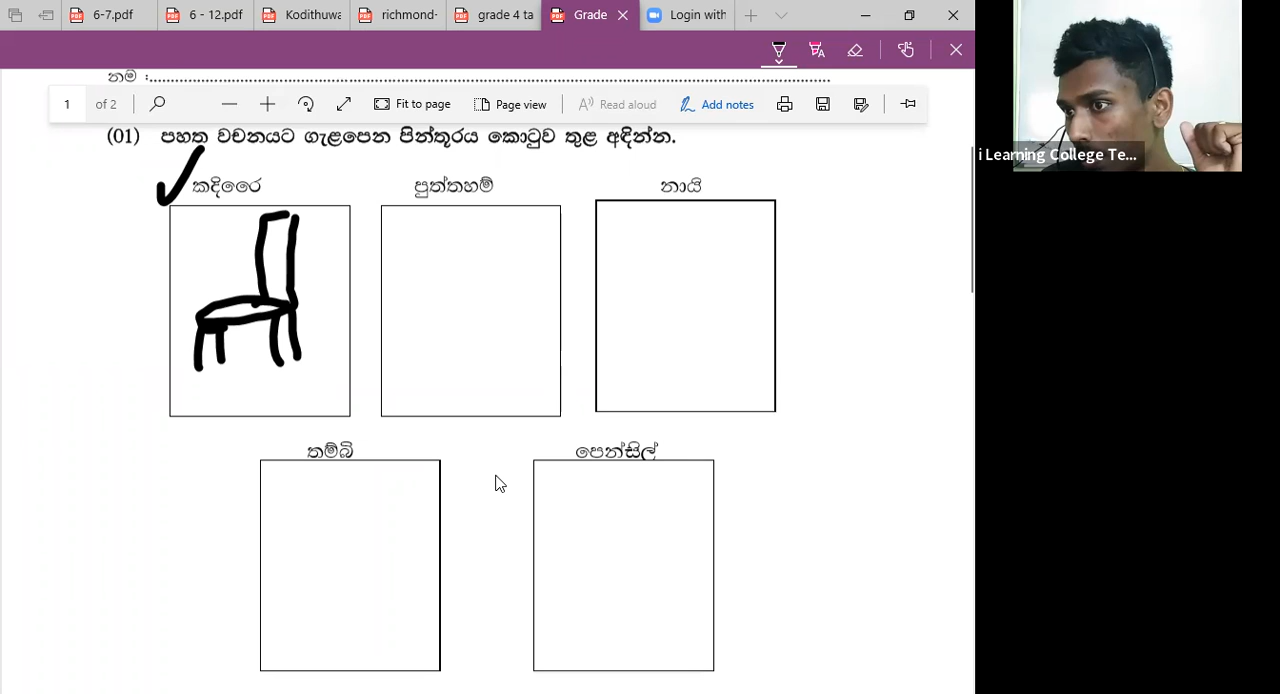 6-7.pdf 6 - 12.pdf Kodithuwa richmond- grade 4 ta Grade Login with
නම :
1 of 2 Fit to page Page view Read aloud Add notes
(01) පහත වචනයට ගැළපෙන පින්තූරය කොටුව තුළ අඳින්න.
කදිරෛ පුත්තහම් නායි
තම්බි පෙන්සිල්
i Learning College Te...